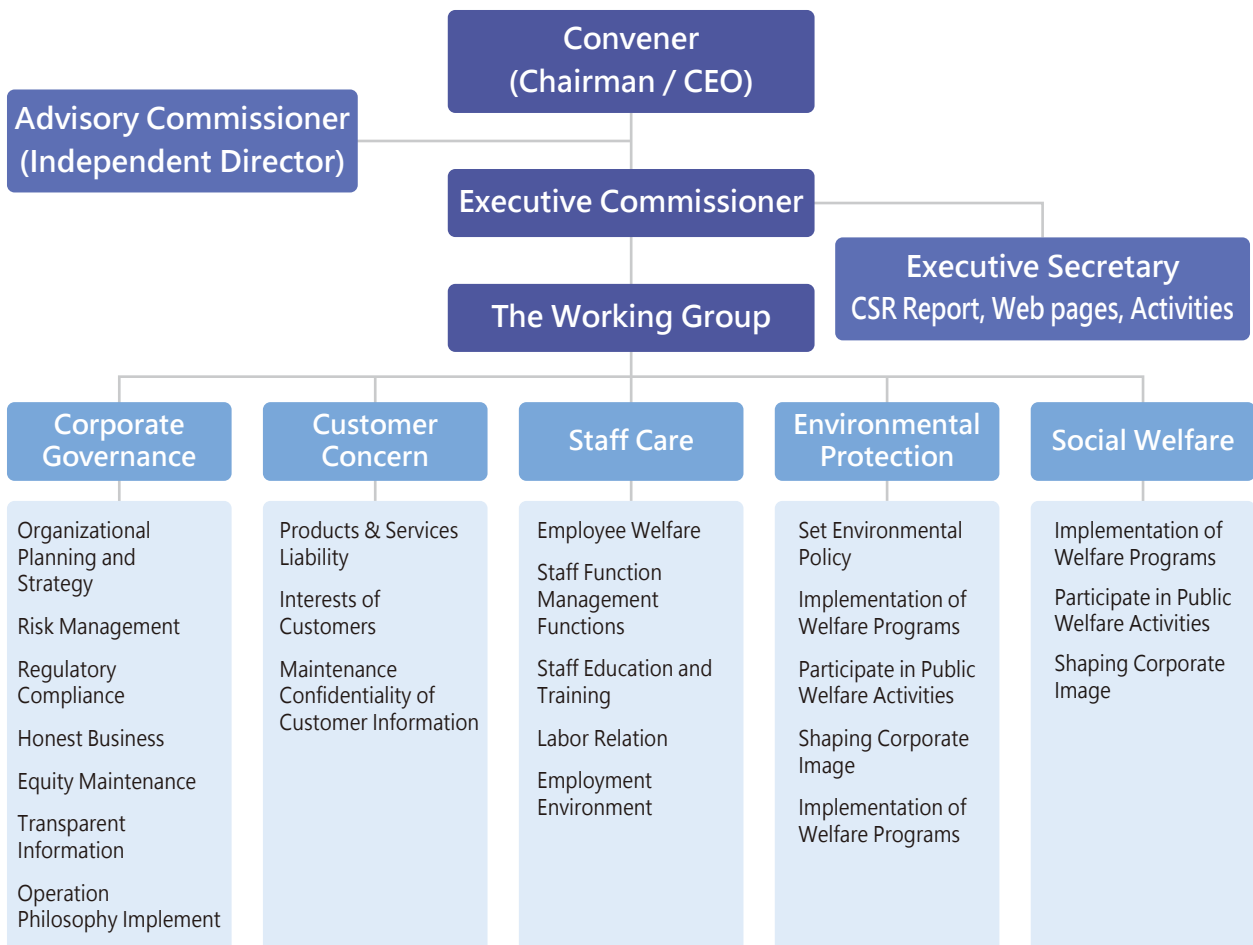 Convener
(Chairman / CEO)
Advisory Commissioner
(Independent Director)
Executive Commissioner
Executive Secretary
CSR Report, Web pages, Activities
The Working Group
Corporate
Governance
Organizational
Planning and
Strategy
Risk Management
Regulatory
Compliance
Honest Business
Equity Maintenance
Transparent
Information
Operation
Philosophy Implement
Customer
Concern
Products & Services
Liability
Interests of
Customers
Maintenance
Confidentiality of
Customer Information
Staff Care
Employee Welfare
Staff Function
Management
Functions
Staff Education and
Training
Labor Relation
Employment
Environment
Environmental
Protection
Set Environmental
Policy
Implementation of
Welfare Programs
Participate in Public
Welfare Activities
Shaping Corporate
Image
Implementation of
Welfare Programs
Social Welfare
Implementation of
Welfare Programs
Participate in Public
Welfare Activities
Shaping Corporate
Image